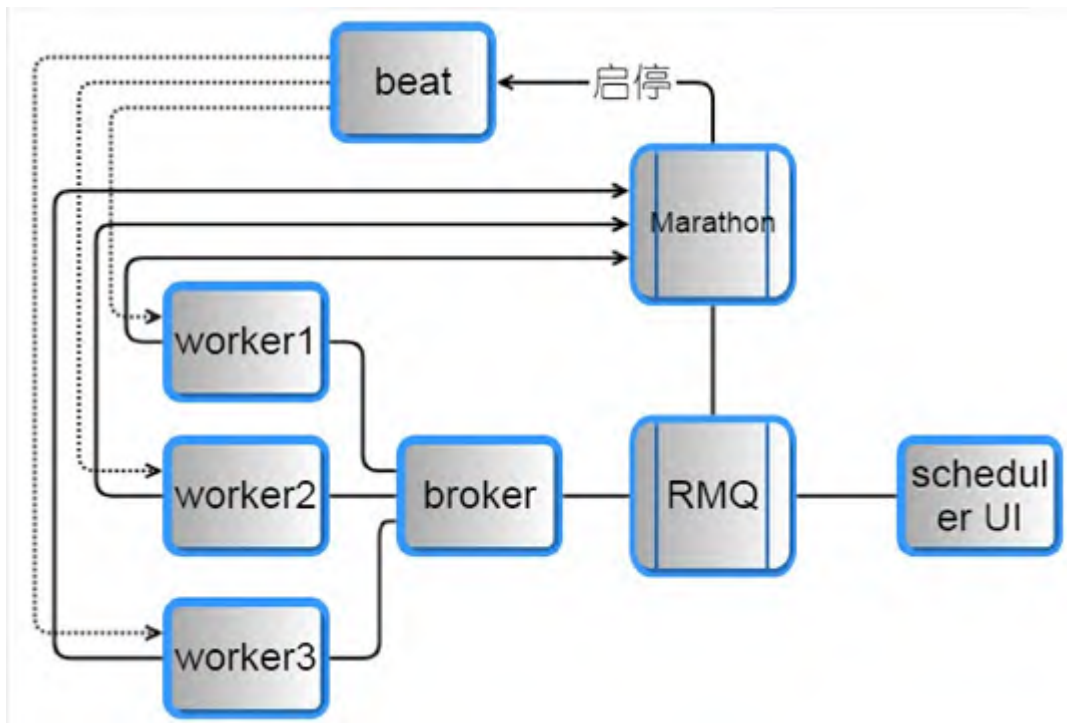 beat
启停
Marathon
worker1
worker2
broker
RMQ
schedul
er UI
worker3